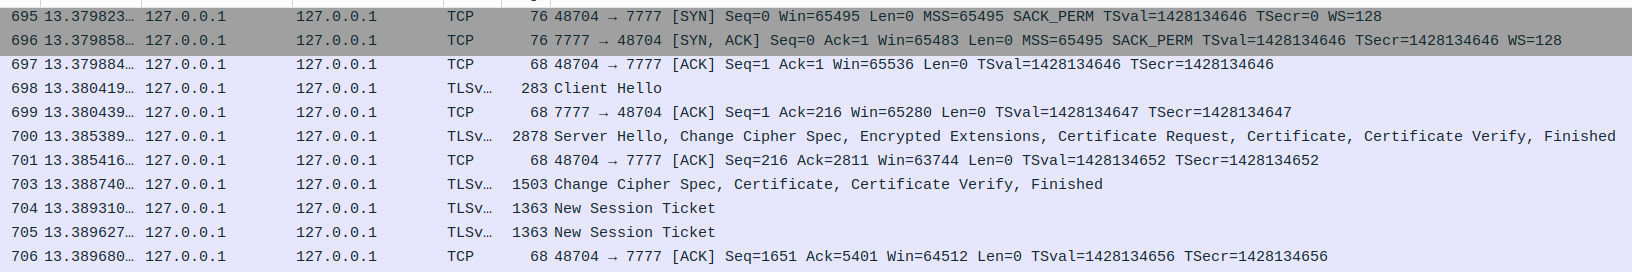 695 13.379823… 127.0.0.1 127.0.0.1 TCP 76 48704 → 7777 [SYN] Seq=0 Win=65495 Len=0 MSS=65495 SACK_PERM TSval=1428134646 TSecr=0 WS=128
696 13.379858… 127.0.0.1 127.0.0.1 TCP 76 7777 → 48704 [SYN, ACK] Seq=0 Ack=1 Win=65483 Len=0 MSS=65495 SACK_PERM TSval=1428134646 TSecr=1428134646 WS=128
697 13.379884… 127.0.0.1 127.0.0.1 TCP 68 48704 → 7777 [ACK] Seq=1 Ack=1 Win=65536 Len=0 TSval=1428134646 TSecr=1428134646
698 13.380419… 127.0.0.1 127.0.0.1 TLSv… 283 Client Hello
699 13.380439… 127.0.0.1 127.0.0.1 TCP 68 7777 → 48704 [ACK] Seq=1 Ack=216 Win=65280 Len=0 TSval=1428134647 TSecr=1428134647
700 13.385389… 127.0.0.1 127.0.0.1 TLSv… 2878 Server Hello, Change Cipher Spec, Encrypted Extensions, Certificate Request, Certificate, Certificate Verify, Finished
701 13.385416… 127.0.0.1 127.0.0.1 TCP 68 48704 → 7777 [ACK] Seq=216 Ack=2811 Win=63744 Len=0 TSval=1428134652 TSecr=1428134652
703 13.388740… 127.0.0.1 127.0.0.1 TLSv… 1503 Change Cipher Spec, Certificate, Certificate Verify, Finished
704 13.389310… 127.0.0.1 127.0.0.1 TLSv… 1363 New Session Ticket
705 13.389627… 127.0.0.1 127.0.0.1 TLSv… 1363 New Session Ticket
706 13.389680… 127.0.0.1 127.0.0.1 TCP 68 48704 → 7777 [ACK] Seq=1651 Ack=5401 Win=64512 Len=0 TSval=1428134656 TSecr=1428134656